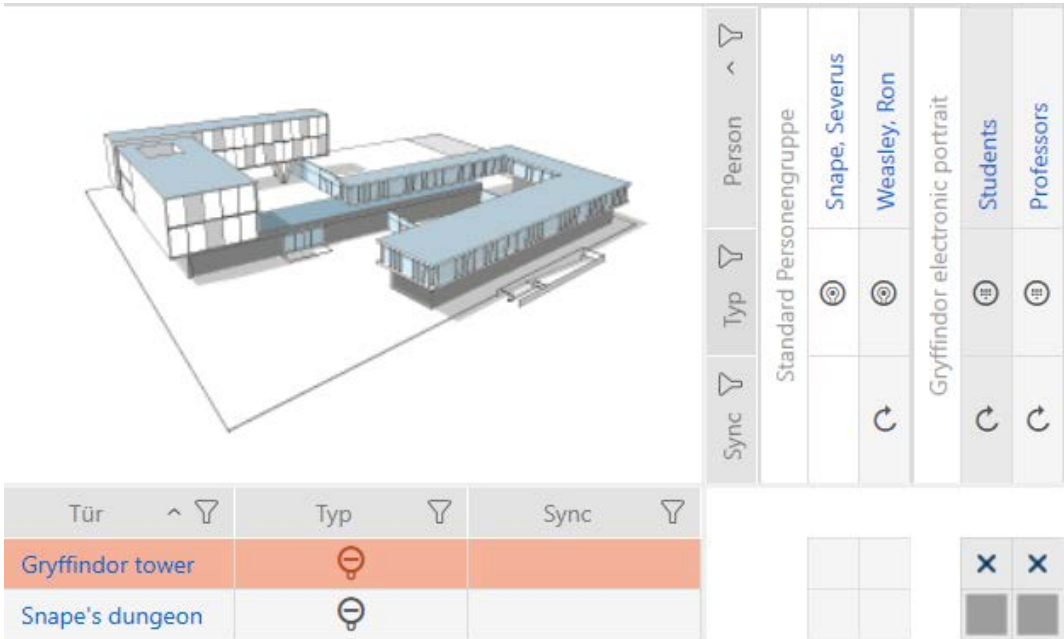 Person
Typ
Sync
Standard Personengruppe
Snape, Severus
Weasley, Ron
Gryffindor electronic portrait
Students
Professors
Tür Typ Sync
Gryffindor tower
Snape's dungeon